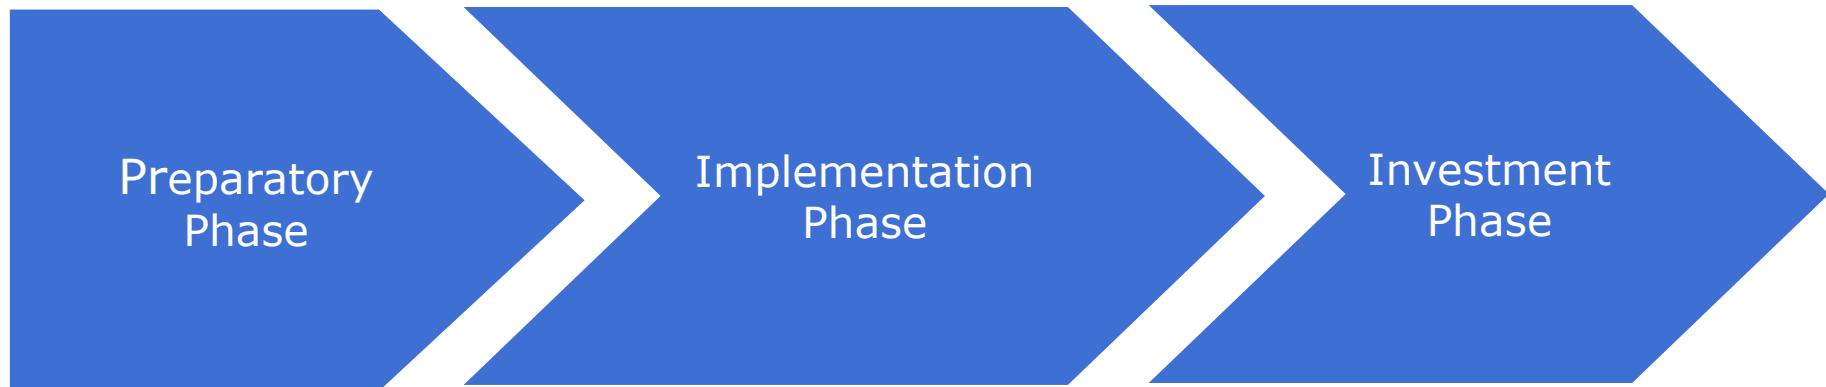 Preparatory
Phase
Implementation
Phase
Investment
Phase